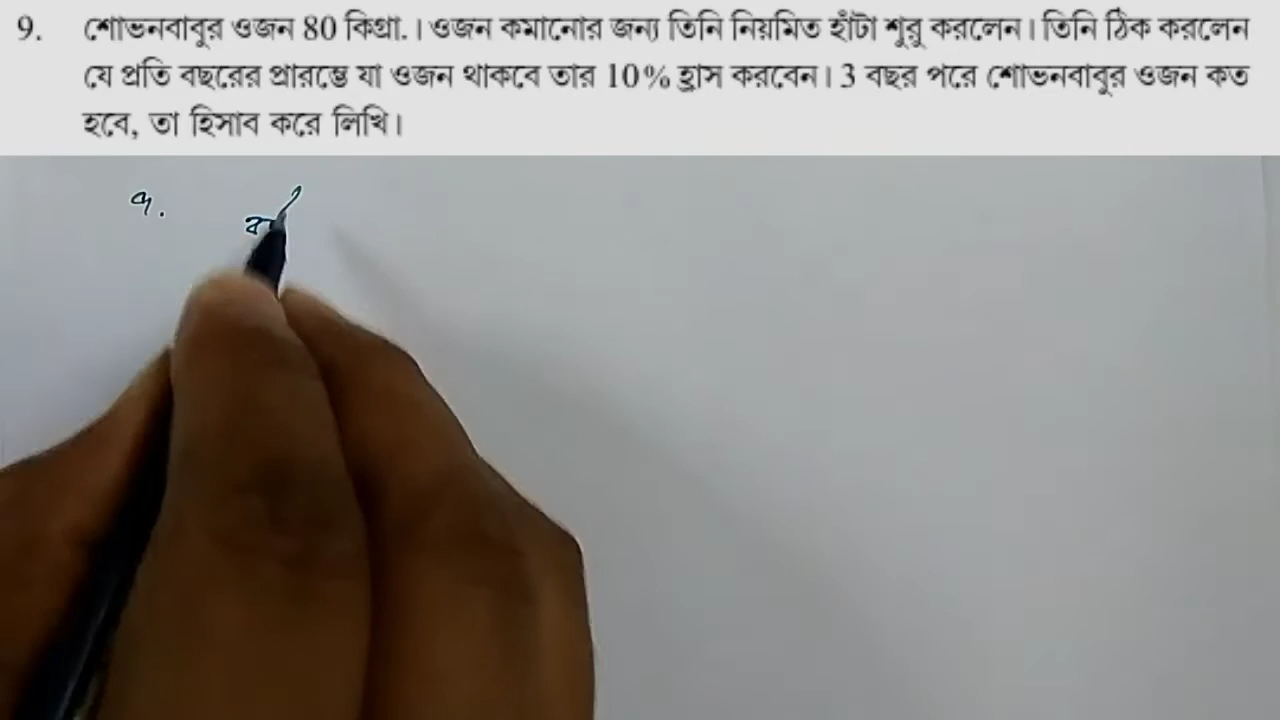 9. শোভনবাবুর ওজন 80 কিগ্রা.। ওজন কমানোর জন্য তিনি নিয়মিত হাঁটা শুরু করলেন। তিনি ঠিক করলেন
যে প্রতি বছরের প্রারম্ভে যা ওজন থাকবে তার 10% হ্রাস করবেন। 3 বছর পরে শোভনবাবুর ওজন কত
হবে, তা হিসাব করে লিখি।
9.